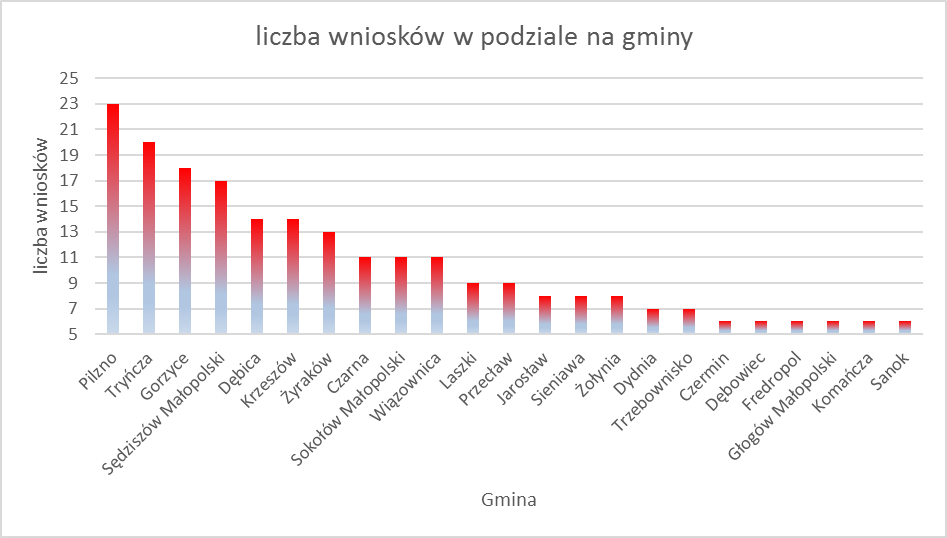 liczba wniosków w podziale na gminy
liczba wniosków
25
23
21
19
17
15
13
11
9
7
5
Pilzno
Tryńcza
Gorzyce
Sędziszów Małopolski
Dębica
Krzeszów
Żyraków
Czarna
Sokołów Małopolski
Wiązownica
Laszki
Przecław
Jarosław
Sieniawa
Żołynia
Dydnia
Trzebownisko
Czermin
Dębowiec
Fredropol
Głogów Małopolski
Komańcza
Sanok
Gmina